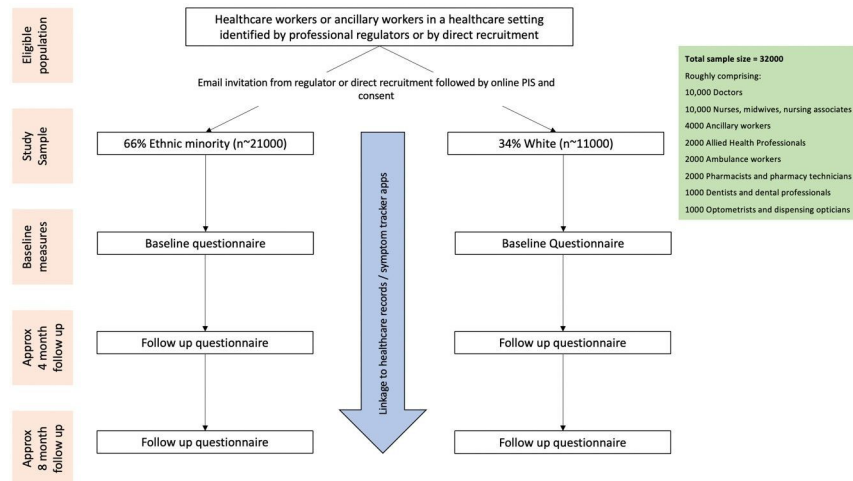 Eligible
population
Healthcare workers or ancillary workers in a healthcare setting
identified by professional regulators or by direct recruitment
Email invitation from regulator or direct recruitment followed by online PIS and
consent
Study
Sample
66% Ethnic minority (n~21000)
34% White (n~11000)
Baseline
measures
Baseline questionnaire
Baseline Questionnaire
Approx
4 month
follow up
Follow up questionnaire
Follow up questionnaire
Approx
8 month
follow up
Follow up questionnaire
Follow up questionnaire
Linkage to healthcare records / symptom tracker apps
Total sample size = 32000
Roughly comprising:
10,000 Doctors
10,000 Nurses, midwives, nursing associates
4000 Ancillary workers
2000 Allied Health Professionals
2000 Ambulance workers
2000 Pharmacists and pharmacy technicians
1000 Dentists and dental professionals
1000 Optometrists and dispensing opticians